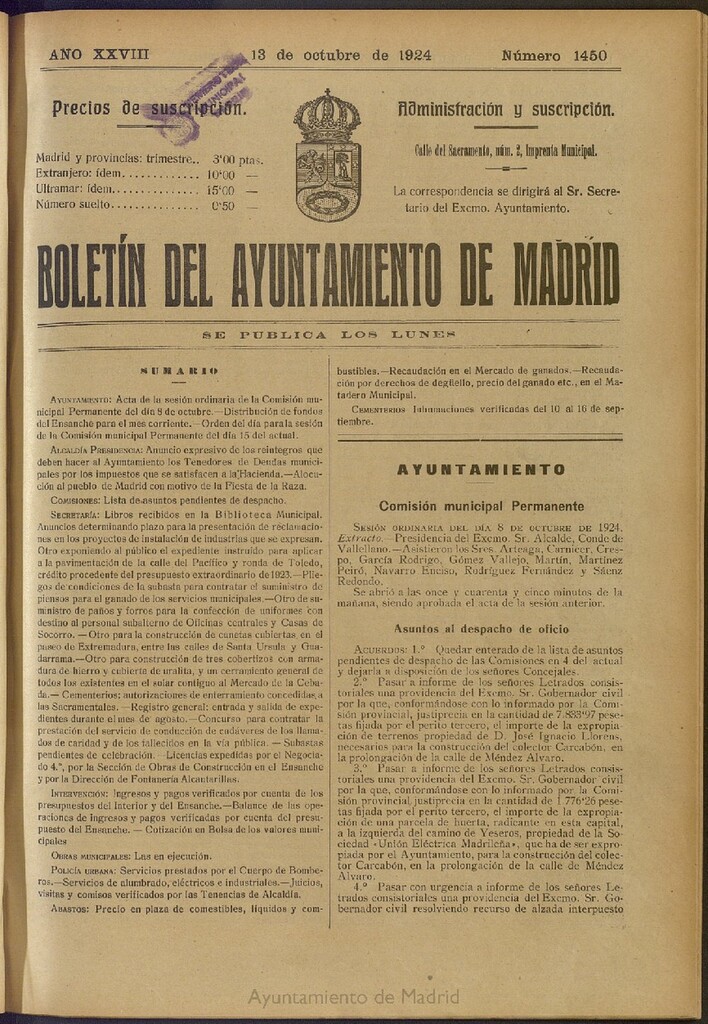 AÑO XXVIII
13 de octubre de 1924
Número 1450
Precios de suscripción.
Madrid y provincias: trimestre.. 3'00 ptas.
Extranjero: ídem............. 10'00 —
Ultramar: ídem.............. 15'00 —
Número suelto.............. 0'50 —
Administración y suscripción.
Calle del Sacramento, núm. 2, Imprenta Municipal.
La correspondencia se dirigirá al Sr. Secre-
tario del Excmo. Ayuntamiento.
BOLETÍN DEL AYUNTAMIENTO DE MADRID
SE PUBLICA LOS LUNES
SUMARIO
AYUNTAMIENTO: Acta de la sesión ordinaria de la Comisión mu-
nicipal Permanente del día 8 de octubre.—Distribución de fondos
del Ensanche para el mes corriente.—Orden del día para la sesión
de la Comisión municipal Permanente del día 15 del actual.
ALCALDÍA PRESIDENCIA: Anuncio expresivo de los reintegros que
deben hacer al Ayuntamiento los Tenedores de Deudas munici-
pales por los impuestos que se satisfacen a la Hacienda.—Alocu-
ción al pueblo de Madrid con motivo de la Fiesta de la Raza.
COMISIONES: Lista de asuntos pendientes de despacho.
SECRETARÍA: Libros recibidos en la Biblioteca Municipal.
Anuncios determinando plazo para la presentación de reclamacio-
nes en los proyectos de instalación de industrias que se expresan.
Otro exponiendo al público el expediente instruído para aplicar
a la pavimentación de la calle del Pacífico y ronda de Toledo,
crédito procedente del presupuesto extraordinario de 1923.—Plie-
gos de condiciones de la subasta para contratar el suministro de
piensos para el ganado de los servicios municipales.—Otro de su-
ministro de paños y forros para la confección de uniformes con
destino al personal subalterno de Oficinas centrales y Casas de
Socorro.—Otro para la construcción de cunetas cubiertas en el
paseo de Extremadura, entre las calles de Santa Ursula y Gua-
darrama.—Otro para construcción de tres cobertizos con arma-
dura de hierro y cubierta de uralita, y un cerramiento general de
todos los existentes en el solar contiguo al Mercado de la Ceba-
da.—Cementerios: autorizaciones de enterramiento concedidas a
las Sacramentales.—Registro general: entrada y salida de expe-
dientes durante el mes de agosto.—Concurso para contratar la
prestación del servicio de conducción de cadáveres de los llama-
dos de caridad y de los fallecidos en la vía pública.—Subastas
pendientes de celebración.—Licencias expedidas por el Negocia-
do 4.°, por la Sección de Obras de Construcción en el Ensanche
y por la Dirección de Fontanería Alcantarillas.
INTERVENCIÓN: Ingresos y pagos verificados por cuenta de los
presupuestos del Interior y del Ensanche.—Balance de las ope-
raciones de ingresos y pagos verificadas por cuenta del presu-
puesto del Ensanche.—Cotización en Bolsa de los valores muni-
cipales
OBRAS MUNICIPALES: Las en ejecución.
POLICÍA URBANA: Servicios prestados por el Cuerpo de Bombe-
ros.—Servicios de alumbrado, eléctricos e industriales.—Juicios,
visitas y comisos verificados por las Tenencias de Alcaldía.
ABASTOS: Precio en plaza de comestibles, líquidos y com-
bustibles.—Recaudación en el Mercado de ganados.—Recauda-
ción por derechos de degüello, precio del ganado etc., en el Ma-
tadero Municipal.
CEMENTERIOS Inhumaciones verificadas del 10 al 16 de sep-
tiembre.
AYUNTAMIENTO
Comisión municipal Permanente
SESIÓN ORDINARIA DEL DÍA 8 DE OCTUBRE DE 1924.
Extracto.—Presidencia del Excmo. Sr. Alcalde, Conde de
Vallellano.—Asistieron los Sres. Arteaga, Carnicer, Cres-
po, García Rodrigo, Gómez Vallejo, Martín, Martínez
Peiró, Navarro Enciso, Rodríguez Fernández y Sáenz
Redondo.
Se abrió a las once y cuarenta y cinco minutos de la
mañana, siendo aprobada el acta de la sesión anterior.
Asuntos al despacho de oficio
ACUERDOS: 1.° Quedar enterado de la lista de asuntos
pendientes de despacho de las Comisiones en 4 del actual
y dejarla a disposición de los señores Concejales.
2.° Pasar a informe de los señores Letrados consis-
toriales una providencia del Excmo. Sr. Gobernador civil
por la que, conformándose con lo informado por la Comi-
sión provincial, justiprecia en la cantidad de 7.833'97 pese-
tas fijada por el perito tercero, el importe de la expropia-
ción de terrenos propiedad de D. José Ignacio Llorens,
necesarios para la construcción del colector Carcabón, en
la prolongación de la calle de Méndez Alvaro.
3.° Pasar a informe de los señores Letrados consis-
toriales una providencia del Excmo. Sr. Gobernador civil
por la que, conformándose con lo informado por la Co-
misión provincial, justiprecia en la cantidad de 1.776'26 pe-
setas fijada por el perito tercero, el importe de la expropia-
ción de una parcela de huerta, radicante en esta capital,
a la izquierda del camino de Yeseros, propiedad de la So-
ciedad «Unión Eléctrica Madrileña», que ha de ser expro-
piada por el Ayuntamiento, para la construcción del colec-
tor Carcabón, en la prolongación de la calle de Méndez
Alvaro.
4.° Pasar con urgencia a informe de los señores Le-
trados consistoriales una providencia del Excmo. Sr. Go-
bernador civil resolviendo recurso de alzada interpuesto
Ayuntamiento de Madrid